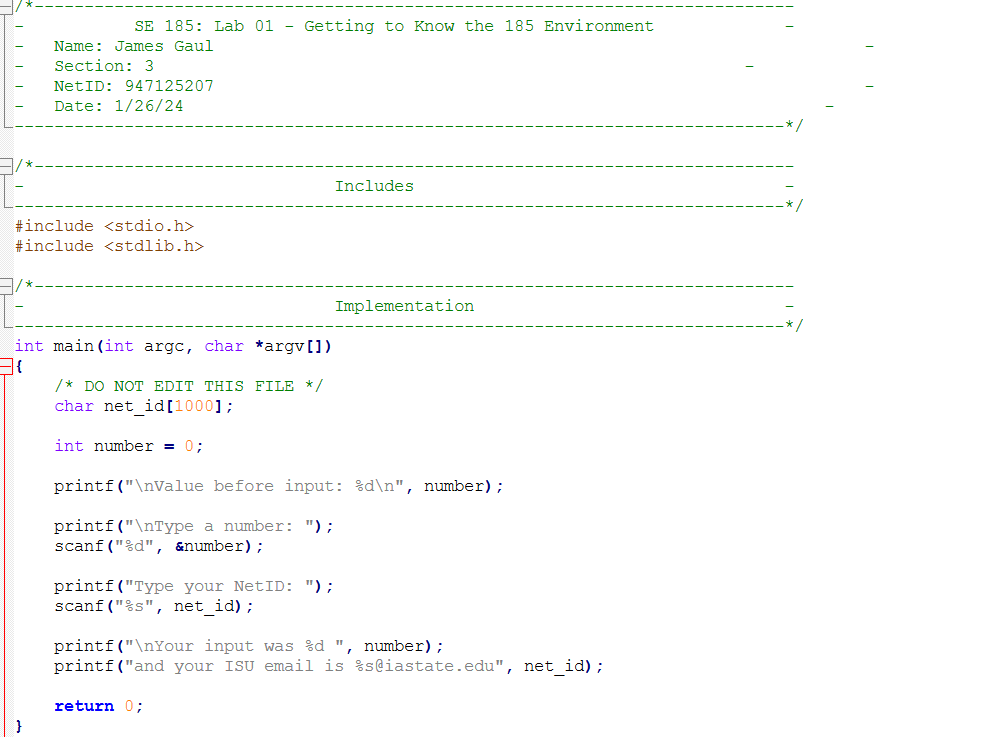 /*----------------------------------------------------------------------------
-           SE 185: Lab 01 - Getting to Know the 185 Environment             -
-   Name: James Gaul                                                                 -
-   Section: 3                                                           -
-   NetID: 947125207                                                                 -
-   Date: 1/26/24                                                                -
-----------------------------------------------------------------------------*/
/*----------------------------------------------------------------------------
-                               Includes                                     -
-----------------------------------------------------------------------------*/
#include <stdio.h>
#include <stdlib.h>
/*----------------------------------------------------------------------------
-                               Implementation                               -
-----------------------------------------------------------------------------*/
int main(int argc, char *argv[])
{
    /* DO NOT EDIT THIS FILE */
    char net_id[1000];
    int number = 0;
    printf("\nValue before input: %d\n", number);
    printf("\nType a number: ");
    scanf("%d", &number);
    printf("Type your NetID: ");
    scanf("%s", net_id);
    printf("\nYour input was %d ", number);
    printf("and your ISU email is %s@iastate.edu", net_id);
    return 0;
}